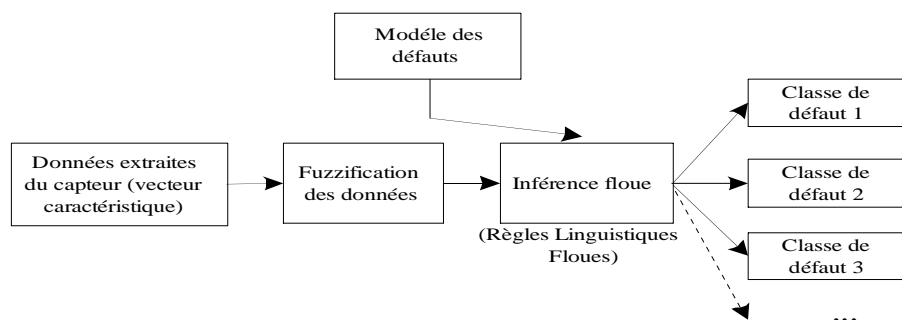 Modéle des
défauts
Classe de
défaut 1
Données extraites
du capteur (vecteur
caractéristique)
Fuzzification
des données
Inférence floue
(Règles Linguistiques
Floues)
Classe de
défaut 2
Classe de
défaut 3
...